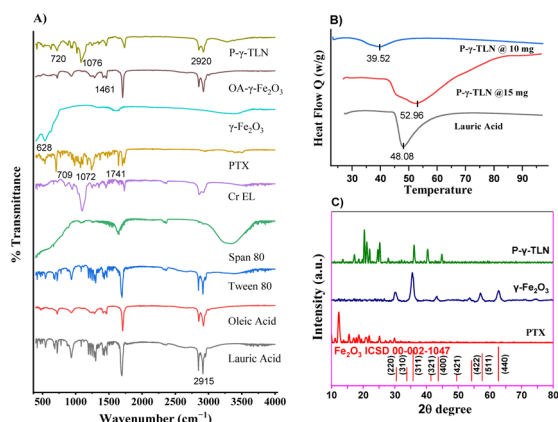 A)
P-γ-TLN
720
1076
2920
OA-γ-Fe₂O₃
1461
γ-Fe₂O₃
628
PTX
709
1072
1741
Cr EL
Span 80
Tween 80
Oleic Acid
Lauric Acid
2915
% Transmittance
500 1000 1500 2000 2500 3000 3500 4000
Wavenumber (cm⁻¹)
B)
P-γ-TLN @ 10 mg
39.52
P-γ-TLN @15 mg
52.96
Lauric Acid
48.08
Heat Flow Q (w/g)
30 40 50 60 70 80 90
Temperature
C)
P-γ-TLN
γ-Fe₂O₃
PTX
Fe₂O₃ ICSD 00-002-1047
(220)
(310)
(311)
(321)
(400)
(421)
(422)
(511)
(440)
Intensity (a.u.)
10 20 30 40 50 60 70 80
2θ degree